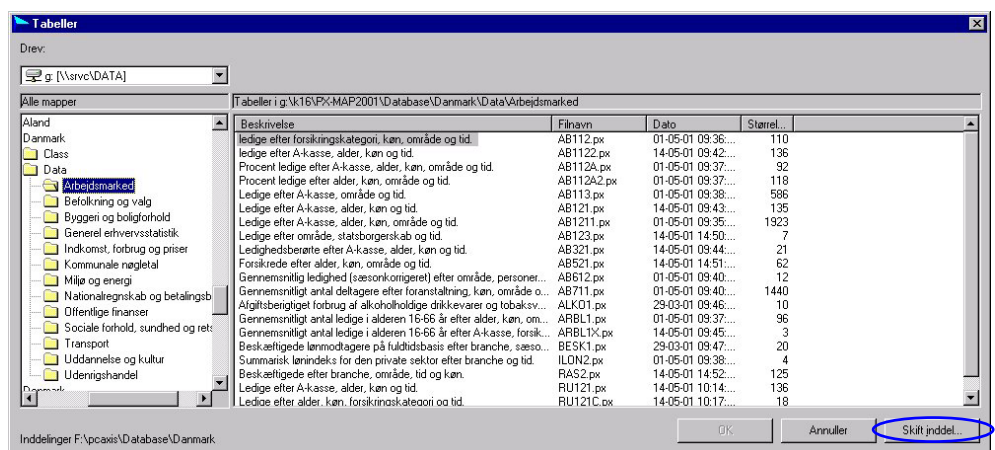 Tabeller
Drev:
g: [\\srvc\DATA]
Alle mapper
Tabeller i g:\k16\PX-MAP2001\Database\Danmark\Data\Arbejdsmarked
Aland
Danmark
Class
Data
Arbejdsmarked
Befolkning og valg
Byggeri og boligforhold
Generel erhvervsstatistik
Indkomst, forbrug og priser
Kommunale nøgletal
Miljø og energi
Nationalregnskab og betalingsb
Offentlige finanser
Sociale forhold, sundhed og rets
Transport
Uddannelse og kultur
Udenrigshandel
Danmark
Beskrivelse Filnavn Dato Størrel...
ledige efter forsikringskategori, køn, område og tid. AB112.px 01-05-01 09:36:... 110
ledige efter A-kasse, alder, køn og tid. AB1122.px 14-05-01 09:42:... 136
Procent ledige efter A-kasse, alder, køn, område og tid. AB112A.px 01-05-01 09:37:... 92
Procent ledige efter alder, køn, område og tid. AB112A2.px 01-05-01 09:37:... 118
Ledige efter A-kasse, område og tid. AB113.px 01-05-01 09:38:... 586
Ledige efter A-kasse, alder, køn og tid. AB121.px 14-05-01 09:43:... 135
Ledige efter A-kasse, alder, køn, område og tid. AB1211.px 01-05-01 09:35:... 1923
Ledige efter område, statsborgerskab og tid. AB123.px 14-05-01 14:50:... 7
Ledighedsberørte efter A-kasse, alder, køn og tid. AB321.px 14-05-01 09:44:... 21
Forsikrede efter alder, køn, område og tid. AB521.px 14-05-01 14:51:... 62
Gennemsnitlig ledighed (sæsonkorrigeret) efter område, personer... AB612.px 01-05-01 09:40:... 12
Gennemsnitligt antal deltagere efter foranstaltning, køn, område o... AB711.px 01-05-01 09:40:... 1440
Afgiftsberigtiget forbrug af alkoholholdige drikkevarer og tobaksv... ALKO1.px 29-03-01 09:46:... 10
Gennemsnitligt antal ledige i alderen 16-66 år efter alder, køn, om... ARBL1.px 01-05-01 09:37:... 96
Gennemsnitligt antal ledige i alderen 16-66 år efter A-kasse, forsik... ARBL1X.px 14-05-01 09:45:... 3
Beskæftigede lønmodtagere på fuldtidsbasis efter branche, sæso... BESK1.px 29-03-01 09:47:... 20
Summarisk lønindeks for den private sektor efter branche og tid. ILON2.px 01-05-01 09:38:... 4
Beskæftigede efter branche, område, tid og køn. RAS2.px 14-05-01 14:52:... 125
Ledige efter A-kasse, alder, køn og tid. RU121.px 14-05-01 10:14:... 136
Ledige efter alder, køn, forsikringskategori og tid. RU121C.px 14-05-01 10:17:... 18
Inddelinger F:\pcaxis\Database\Danmark
OK Annuller Skift inddel...